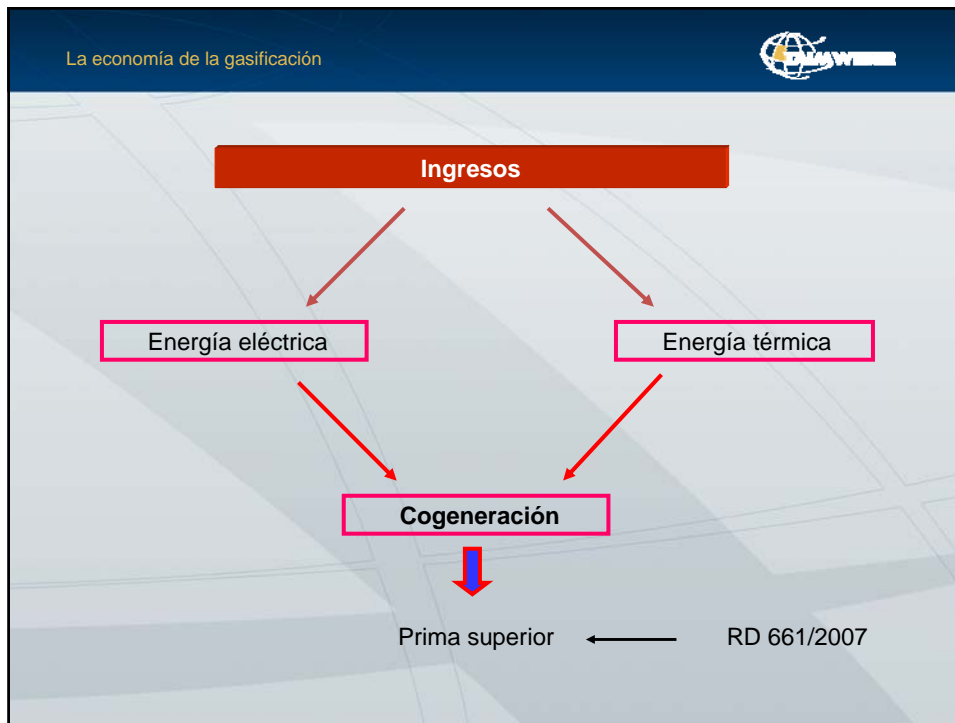 La economía de la gasificación
Ingresos
Energía eléctrica
Energía térmica
Cogeneración
Prima superior
RD 661/2007